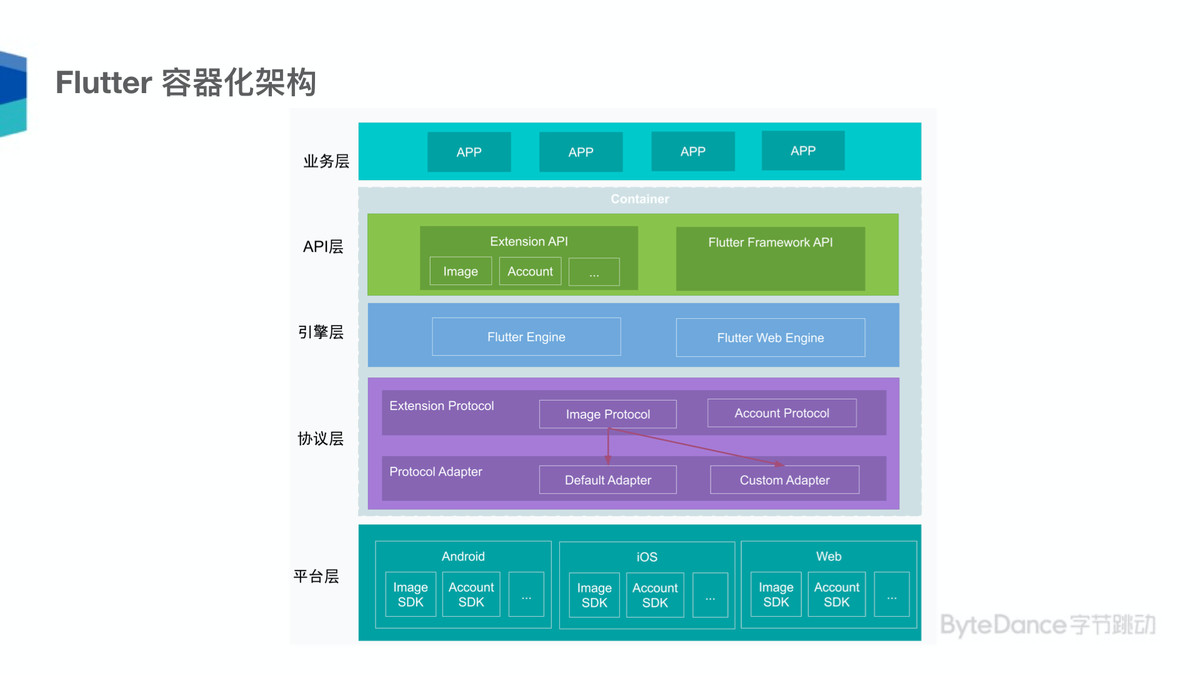 Flutter 容器化架构
业务层
APP APP APP APP
Container
API层
Extension API
Image Account ...
Flutter Framework API
引擎层
Flutter Engine Flutter Web Engine
协议层
Extension Protocol Image Protocol Account Protocol
Protocol Adapter Default Adapter Custom Adapter
平台层
Android
Image
SDK
Account
SDK
...
iOS
Image
SDK
Account
SDK
...
Web
Image
SDK
Account
SDK
...
ByteDance字节跳动